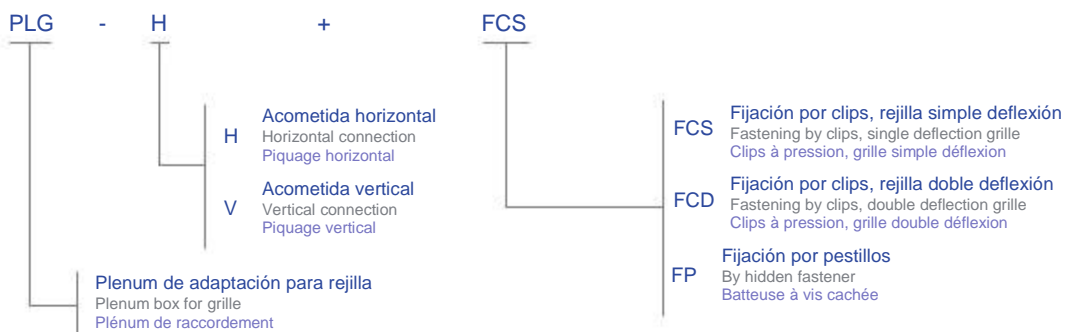 PLG - H + FCS
H
Acometida horizontal
Horizontal connection
Piquage horizontal
V
Acometida vertical
Vertical connection
Piquage vertical
Plenum de adaptación para rejilla
Plenum box for grille
Plénum de raccordement
FCS
Fijación por clips, rejilla simple deflexión
Fastening by clips, single deflection grille
Clips à pression, grille simple déflexion
FCD
Fijación por clips, rejilla doble deflexión
Fastening by clips, double deflection grille
Clips à pression, grille double déflexion
FP
Fijación por pestillos
By hidden fastener
Batteuse à vis cachée